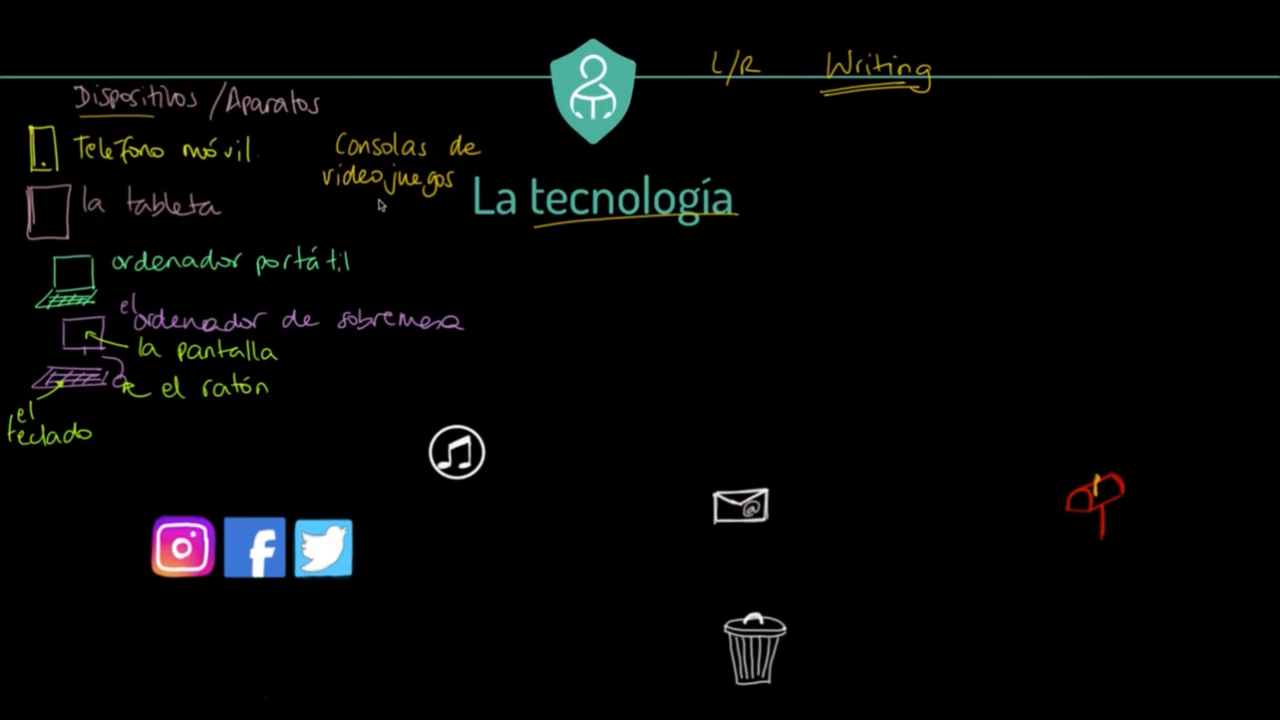 L/R Writing
Dispositivos /Aparatos
Teléfono móvil
Consolas de
videojuegos
La tecnología
la tableta
ordenador portátil
el ordenador de sobremesa
la pantalla
el ratón
el
teclado
@